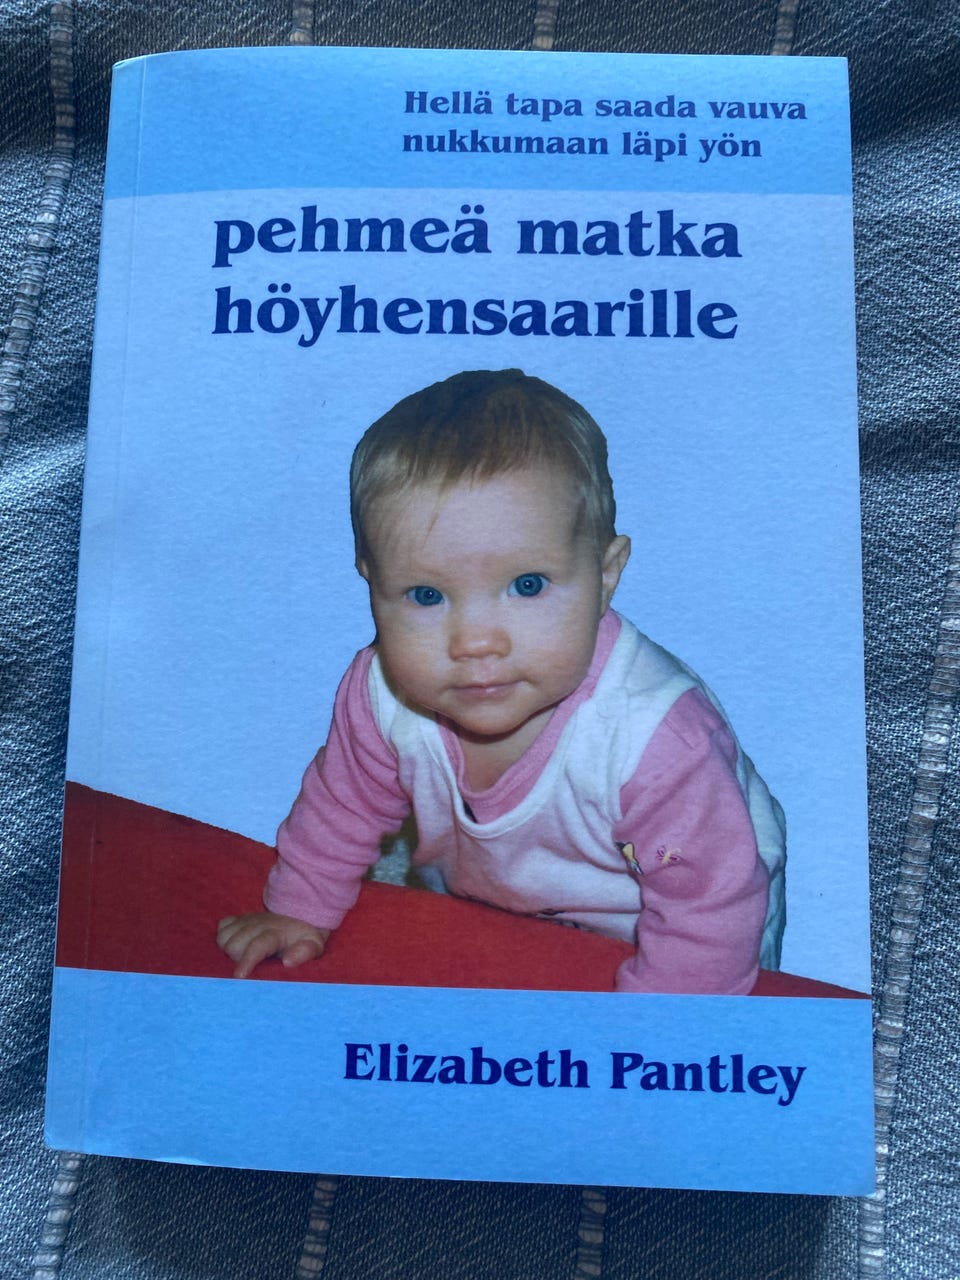 Hellä tapa saada vauva
nukkumaan läpi yön
pehmeä matka
höyhensaarille
Elizabeth Pantley